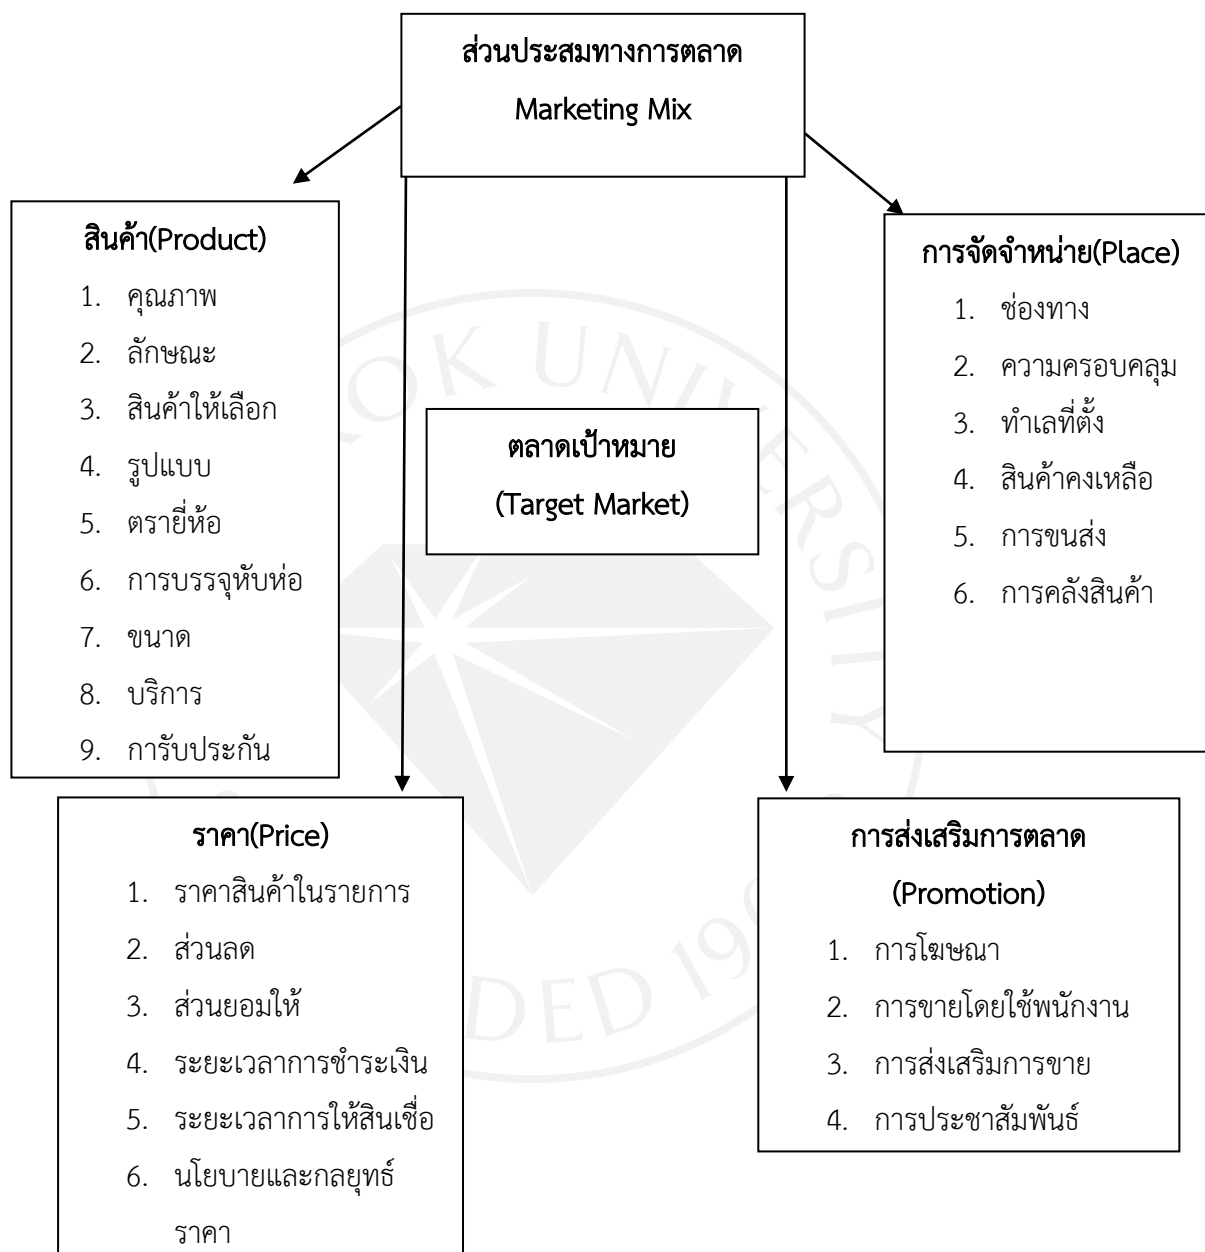 ส่วนประสมทางการตลาด
Marketing Mix
สินค้า(Product)
1. คุณภาพ
2. ลักษณะ
3. สินค้าให้เลือก
4. รูปแบบ
5. ตรายี่ห้อ
6. การบรรจุหับห่อ
7. ขนาด
8. บริการ
9. การับประกัน
ตลาดเป้าหมาย
(Target Market)
การจัดจำหน่าย(Place)
1. ช่องทาง
2. ความครอบคลุม
3. ทำเลที่ตั้ง
4. สินค้าคงเหลือ
5. การขนส่ง
6. การคลังสินค้า
ราคา(Price)
1. ราคาสินค้าในรายการ
2. ส่วนลด
3. ส่วนยอมให้
4. ระยะเวลาการชำระเงิน
5. ระยะเวลาการให้สินเชื่อ
6. นโยบายและกลยุทธ์
ราคา
การส่งเสริมการตลาด
(Promotion)
1. การโฆษณา
2. การขายโดยใช้พนักงาน
3. การส่งเสริมการขาย
4. การประชาสัมพันธ์
UNIVERSITY